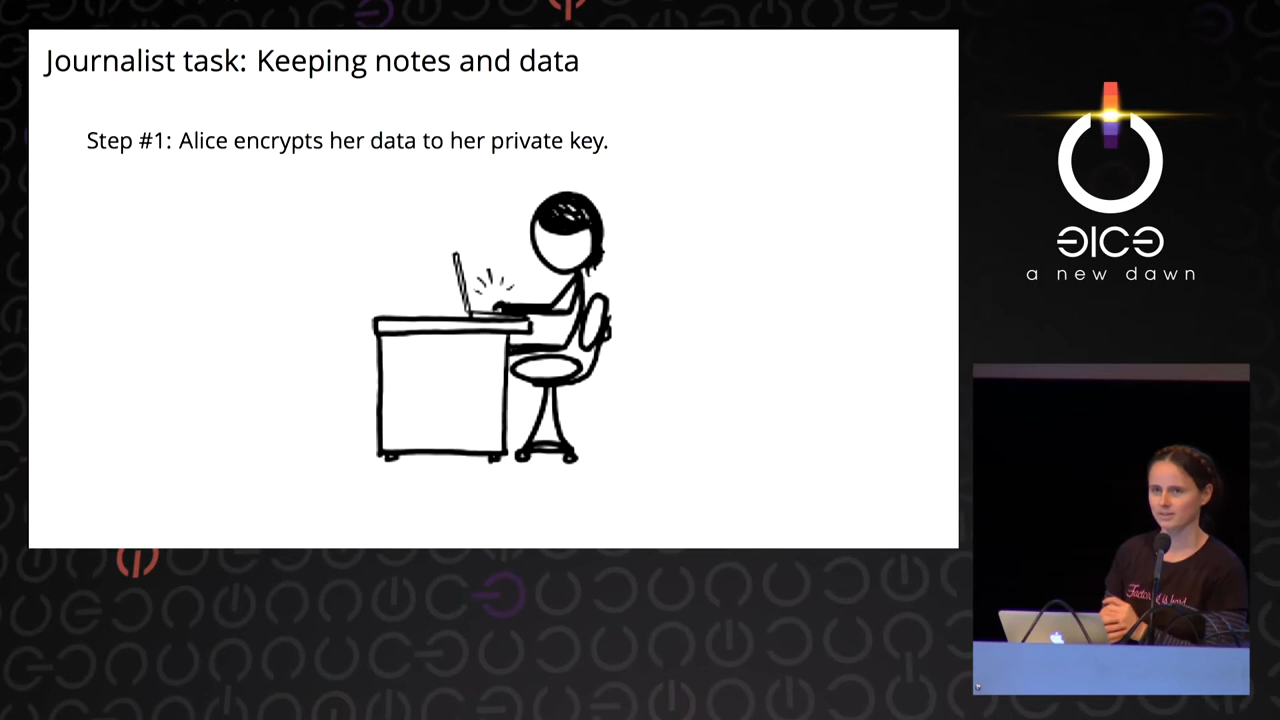 Journalist task: Keeping notes and data
Step #1: Alice encrypts her data to her private key.
a new dawn